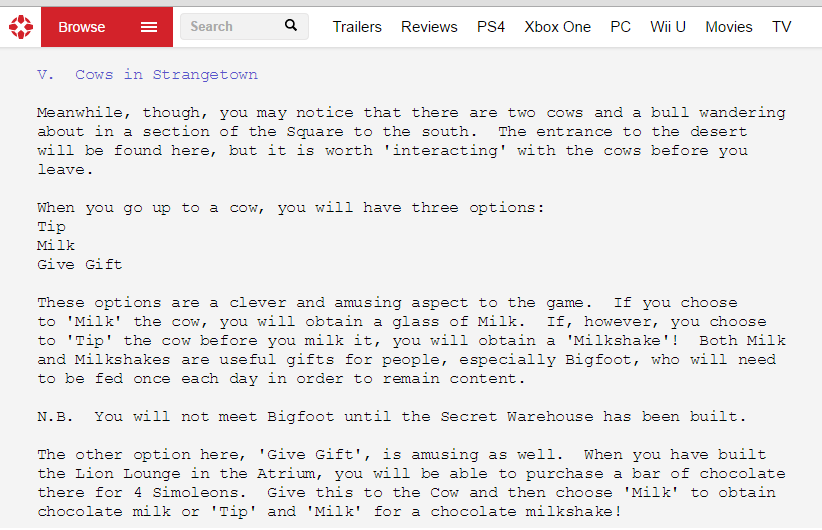 Browse
Search
Trailers Reviews PS4 Xbox One PC Wii U Movies TV
V.  Cows in Strangetown
Meanwhile, though, you may notice that there are two cows and a bull wandering
about in a section of the Square to the south.  The entrance to the desert
will be found here, but it is worth 'interacting' with the cows before you
leave.
When you go up to a cow, you will have three options:
Tip
Milk
Give Gift
These options are a clever and amusing aspect to the game.  If you choose
to 'Milk' the cow, you will obtain a glass of Milk.  If, however, you choose
to 'Tip' the cow before you milk it, you will obtain a 'Milkshake'!  Both Milk
and Milkshakes are useful gifts for people, especially Bigfoot, who will need
to be fed once each day in order to remain content.
N.B.  You will not meet Bigfoot until the Secret Warehouse has been built.
The other option here, 'Give Gift', is amusing as well.  When you have built
the Lion Lounge in the Atrium, you will be able to purchase a bar of chocolate
there for 4 Simoleons.  Give this to the Cow and then choose 'Milk' to obtain
chocolate milk or 'Tip' and 'Milk' for a chocolate milkshake!